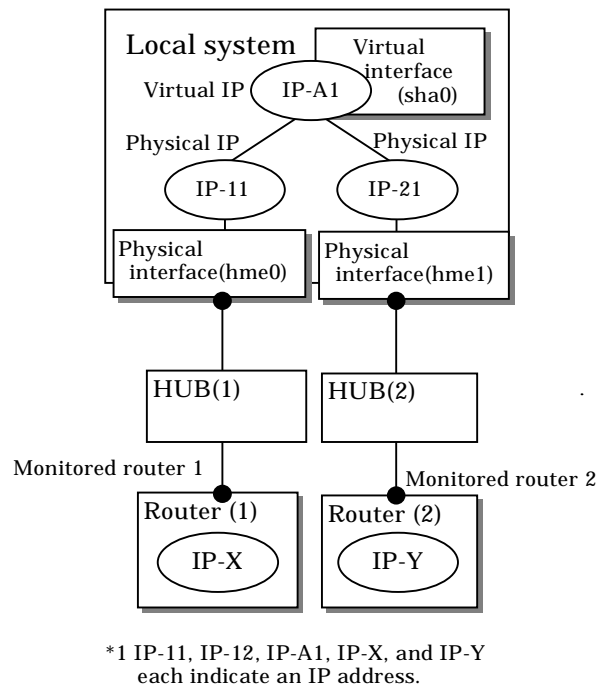 Local system
Virtual
interface
(sha0)
Virtual IP
IP-A1
Physical IP
Physical IP
IP-11
IP-21
Physical
interface(hme0)
Physical
interface(hme1)
HUB(1)
HUB(2)
.
Monitored router 1
Monitored router 2
Router (1)
Router (2)
IP-X
IP-Y
*1 IP-11, IP-12, IP-A1, IP-X, and IP-Y
each indicate an IP address.